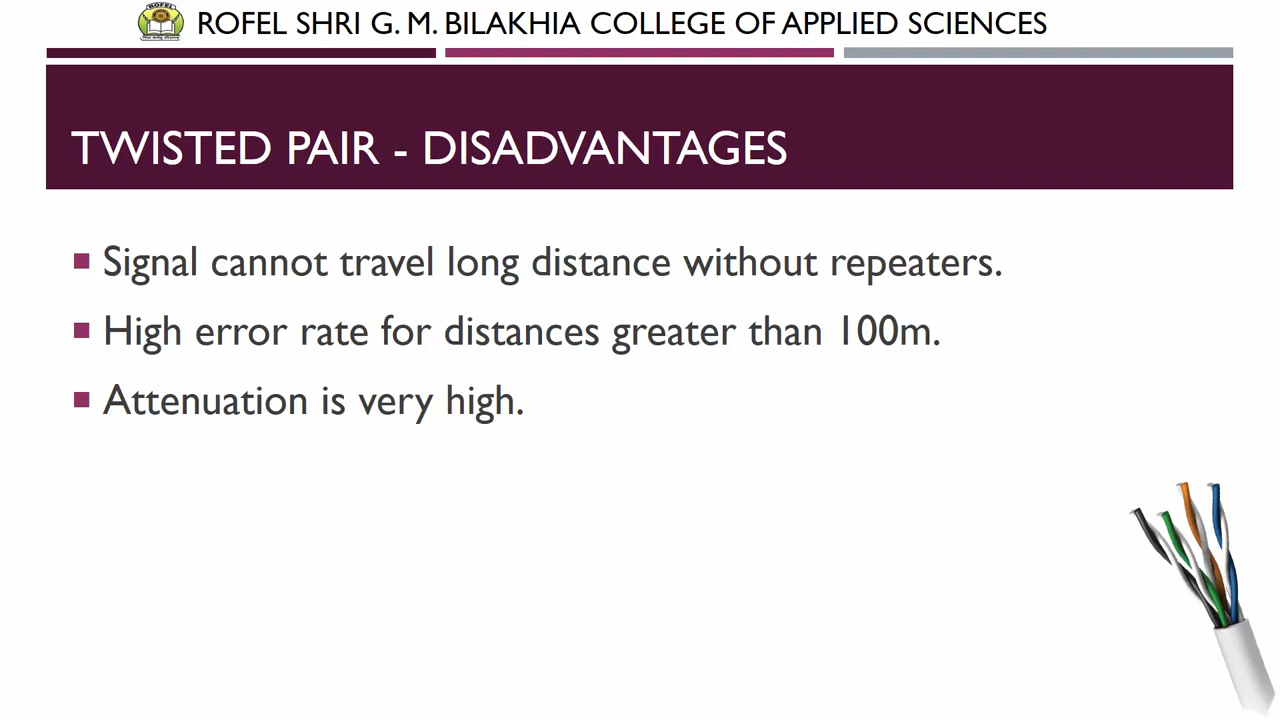 ROFEL
ROFEL SHRI G. M. BILAKHIA COLLEGE OF APPLIED SCIENCES
TWISTED PAIR - DISADVANTAGES
Signal cannot travel long distance without repeaters.
High error rate for distances greater than 100m.
Attenuation is very high.